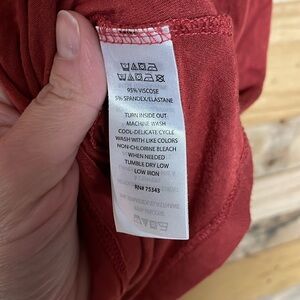 95% VISCOSE
5% SPANDEX/ELASTANE
TURN INSIDE OUT
MACHINE WASH
COOL-DELICATE CYCLE
WASH WITH LIKE COLORS
NON-CHLORINE BLEACH
WHEN NEEDED
TUMBLE DRY LOW
LOW IRON
RN# 75343